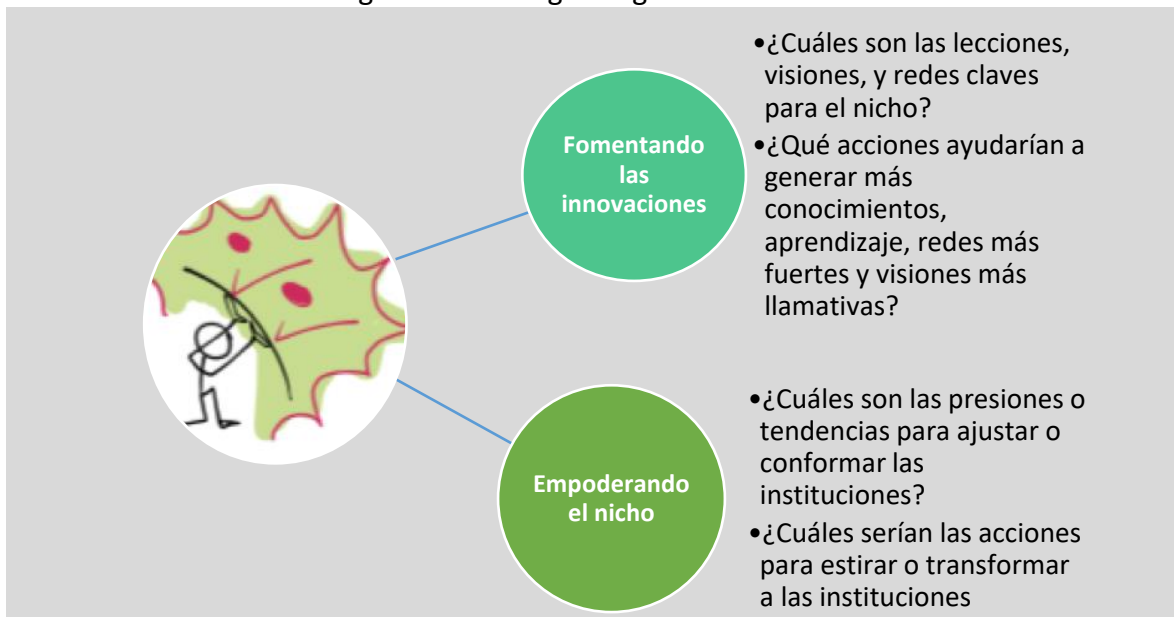 Fomentando
las
innovaciones
•¿Cuáles son las lecciones,
visiones, y redes claves
para el nicho?
•¿Qué acciones ayudarían a
generar más
conocimientos,
aprendizaje, redes más
fuertes y visiones más
llamativas?
Empoderando
el nicho
•¿Cuáles son las presiones o
tendencias para ajustar o
conformar las
instituciones?
•¿Cuáles serían las acciones
para estirar o transformar
a las instituciones